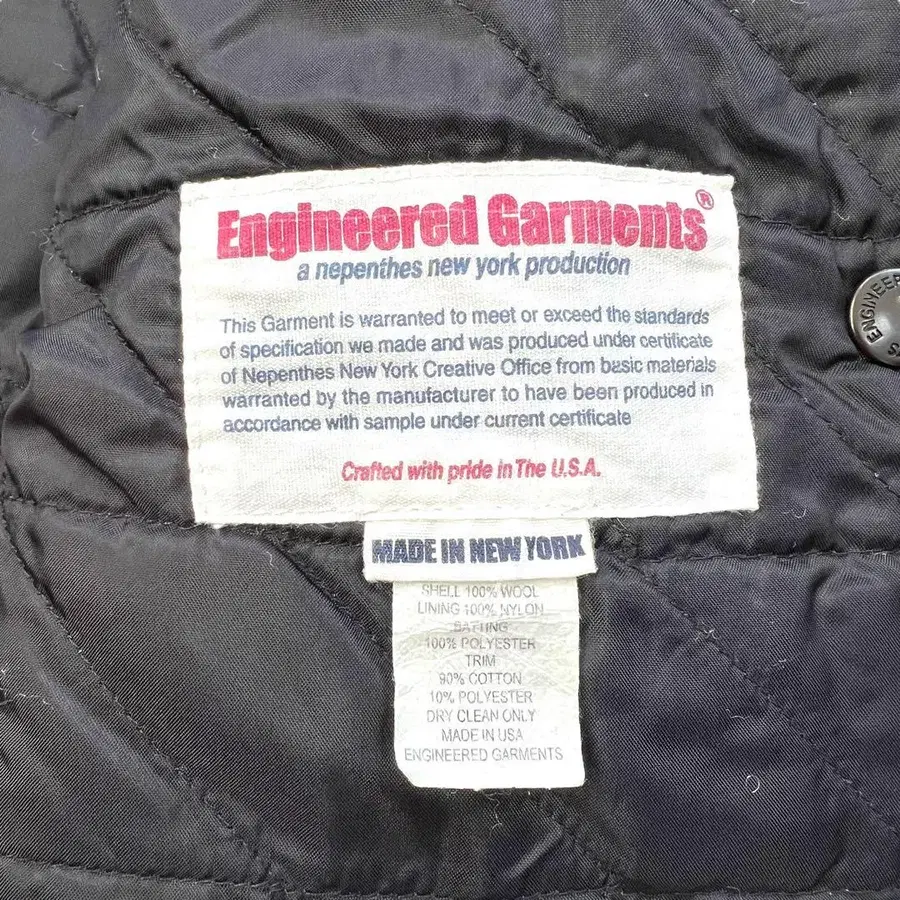 Engineered Garments®
a nepenthes new york production
This Garment is warranted to meet or exceed the standards
of specification we made and was produced under certificate
of Nepenthes New York Creative Office from basic materials
warranted by the manufacturer to have been produced in
accordance with sample under current certificate
Crafted with pride in The U.S.A.
MADE IN NEW YORK
SHELL 100% WOOL
LINING 100% NYLON
BATTING
100% POLYESTER
TRIM
90% COTTON
10% POLYESTER
DRY CLEAN ONLY
MADE IN USA
ENGINEERED GARMENTS
ENGINEER